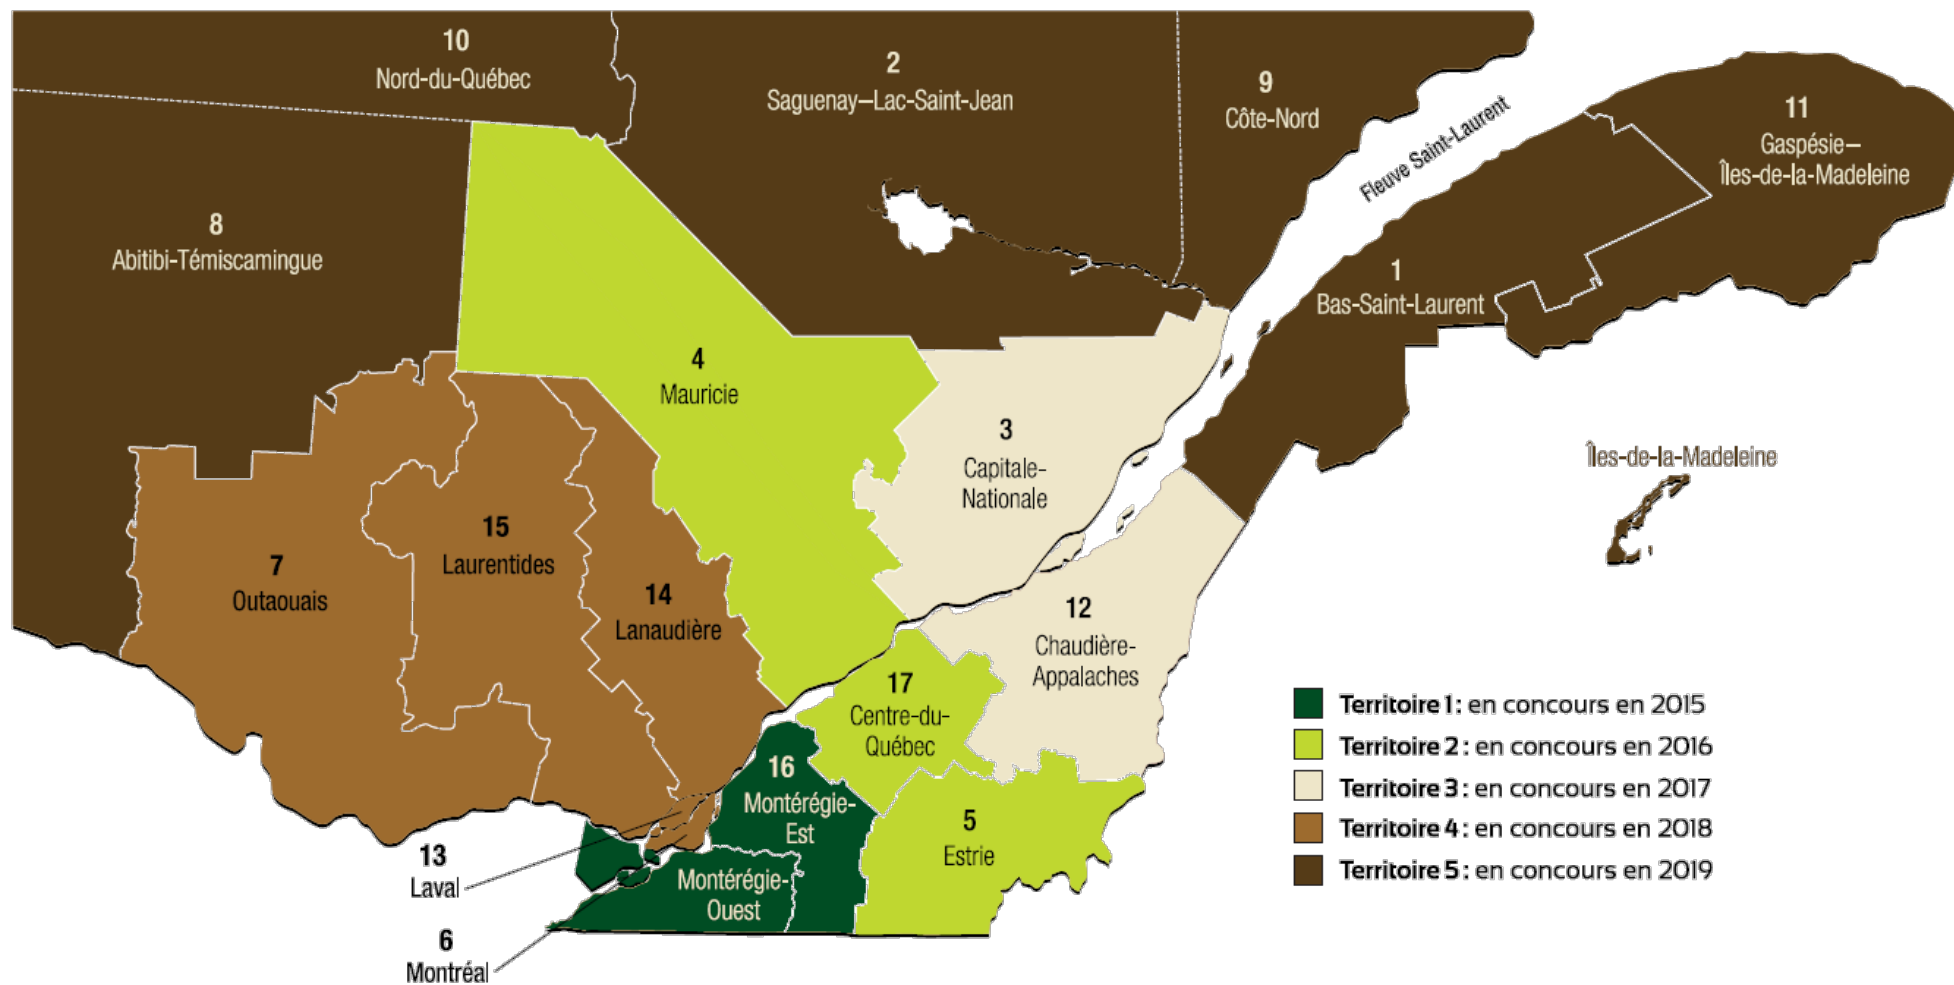 10
Nord-du-Québec
2
Saguenay–Lac-Saint-Jean
9
Côte-Nord
Fleuve Saint-Laurent
11
Gaspésie–
Îles-de-la-Madeleine
8
Abitibi-Témiscamingue
1
Bas-Saint-Laurent
4
Mauricie
3
Capitale-
Nationale
Îles-de-la-Madeleine
15
Laurentides
7
Outaouais
14
Lanaudière
12
Chaudière-
Appalaches
17
Centre-du-
Québec
16
Montérégie-
Est
5
Estrie
13
Laval
Montérégie-
Ouest
6
Montréal
Territoire 1 : en concours en 2015
Territoire 2 : en concours en 2016
Territoire 3 : en concours en 2017
Territoire 4 : en concours en 2018
Territoire 5 : en concours en 2019